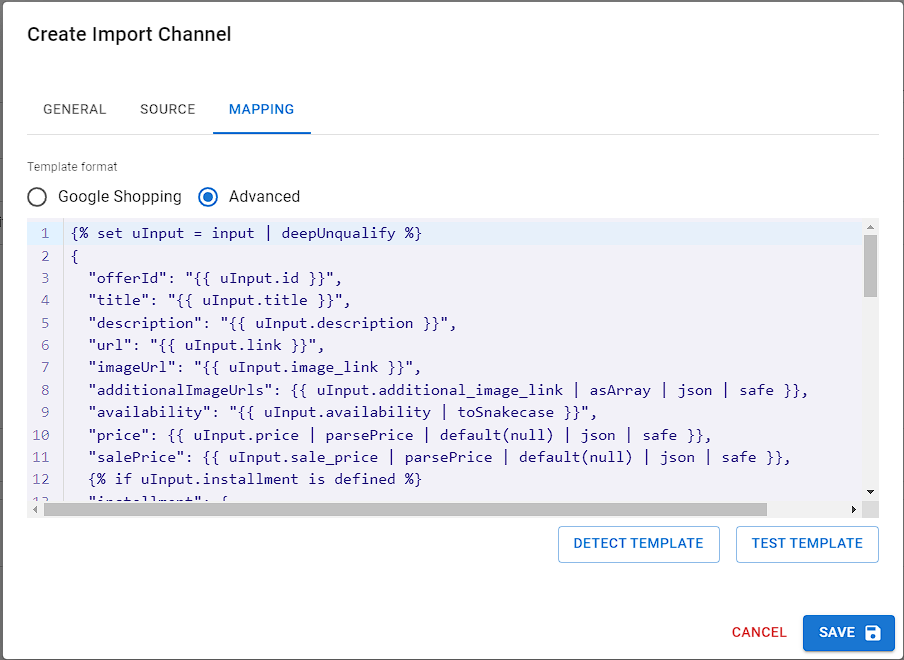 Create Import Channel
GENERAL SOURCE MAPPING
Template format
Google Shopping Advanced
1 {% set uInput = input | deepUnqualify %}
2 {
3 "offerId": "{{ uInput.id }}",
4 "title": "{{ uInput.title }}",
5 "description": "{{ uInput.description }}",
6 "url": "{{ uInput.link }}",
7 "imageUrl": "{{ uInput.image_link }}",
8 "additionalImageUrls": {{ uInput.additional_image_link | asArray | json | safe }},
9 "availability": "{{ uInput.availability | toSnakecase }}",
10 "price": {{ uInput.price | parsePrice | default(null) | json | safe }},
11 "salePrice": {{ uInput.sale_price | parsePrice | default(null) | json | safe }},
12 {% if uInput.installment is defined %}
13 "installment": {
DETECT TEMPLATE TEST TEMPLATE
CANCEL SAVE